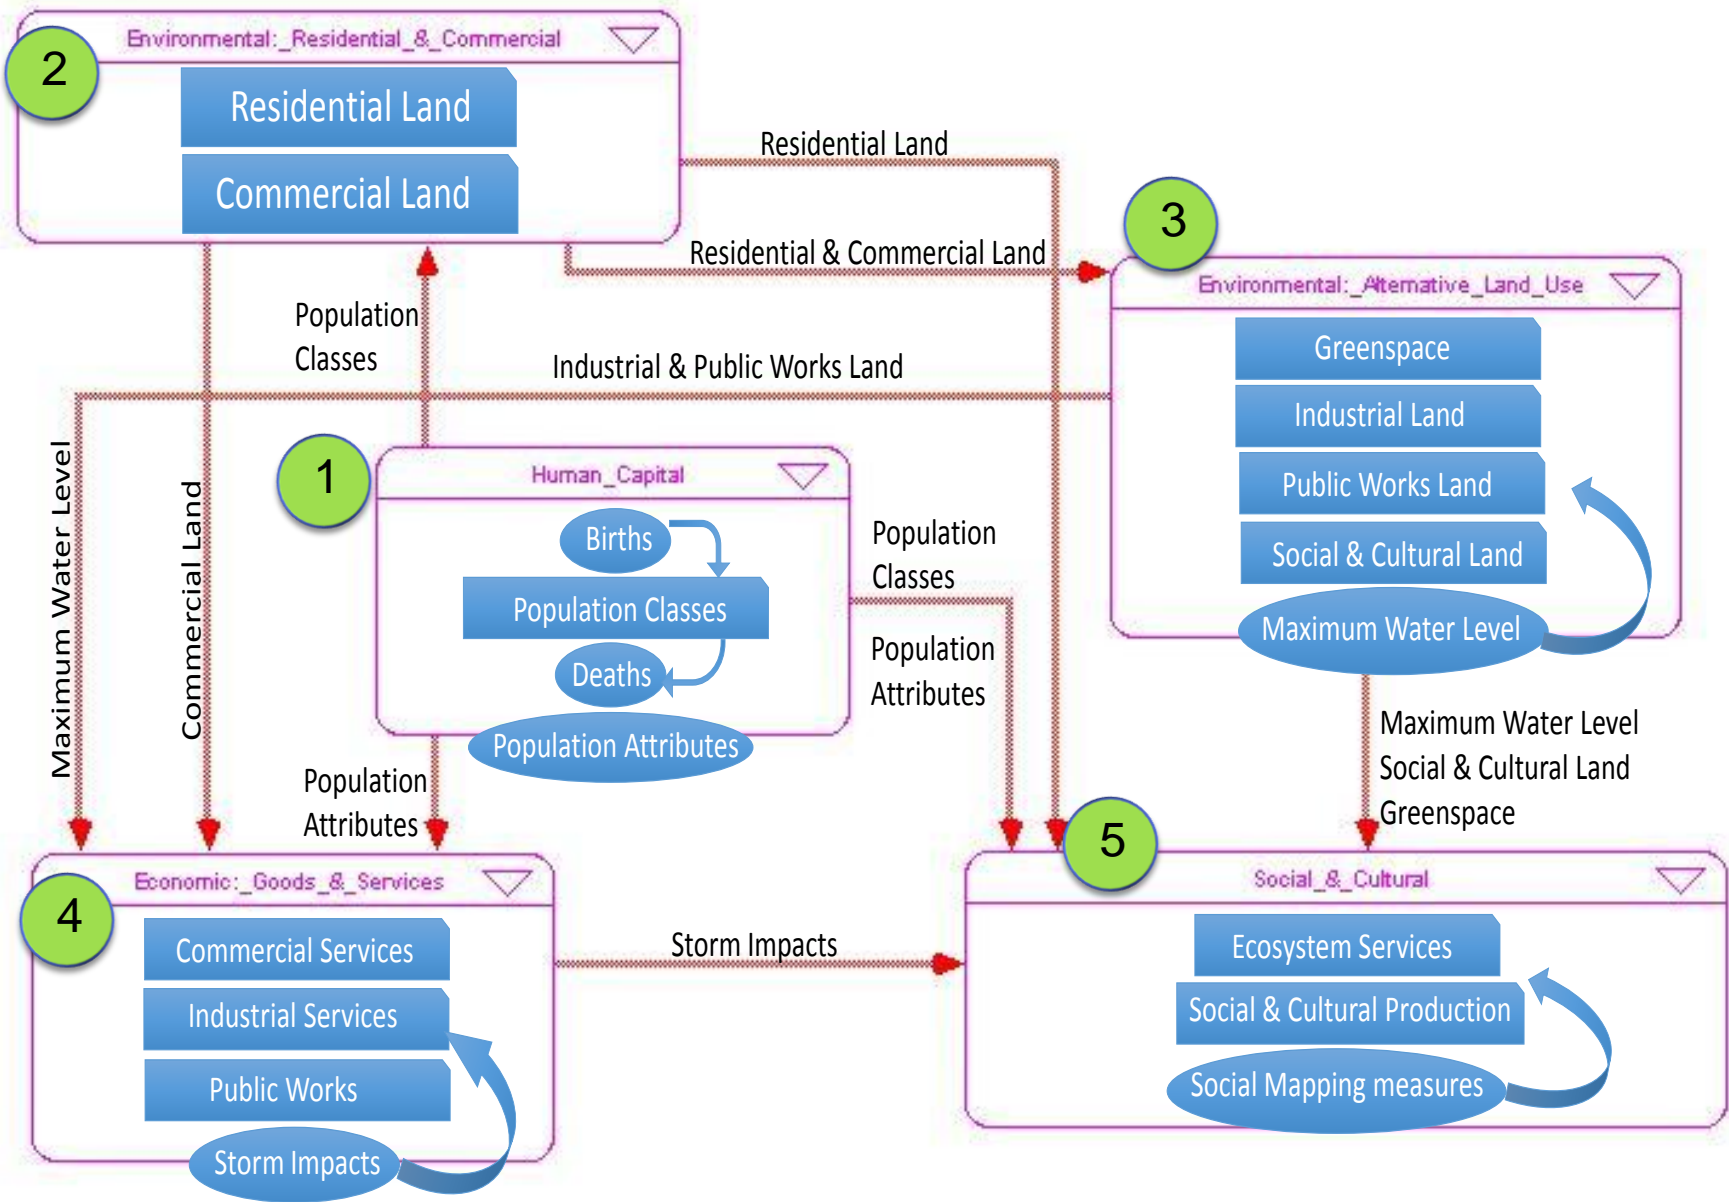 2
Environmental:_Residential_&_Commercial
Residential Land
Commercial Land
Residential Land
Residential & Commercial Land
3
Environmental:_Alternative_Land_Use
Greenspace
Industrial Land
Public Works Land
Social & Cultural Land
Maximum Water Level
Population
Classes
Industrial & Public Works Land
Maximum Water Level
Commercial Land
1
Human_Capital
Births
Population Classes
Deaths
Population Attributes
Population
Classes
Population
Attributes
Population
Attributes
Maximum Water Level
Social & Cultural Land
Greenspace
4
Economic:_Goods_&_Services
Commercial Services
Industrial Services
Public Works
Storm Impacts
Storm Impacts
5
Social_&_Cultural
Ecosystem Services
Social & Cultural Production
Social Mapping measures